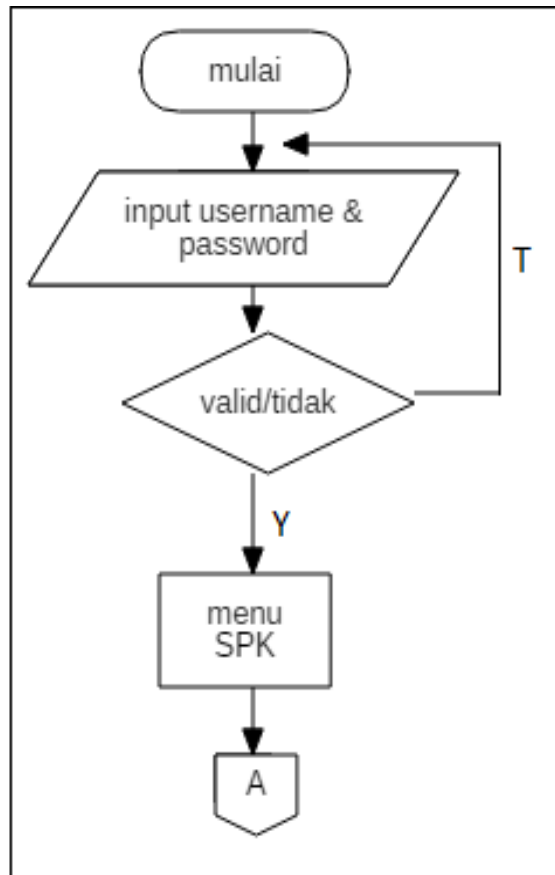 mulai
input username &
password
T
valid/tidak
Y
menu
SPK
A